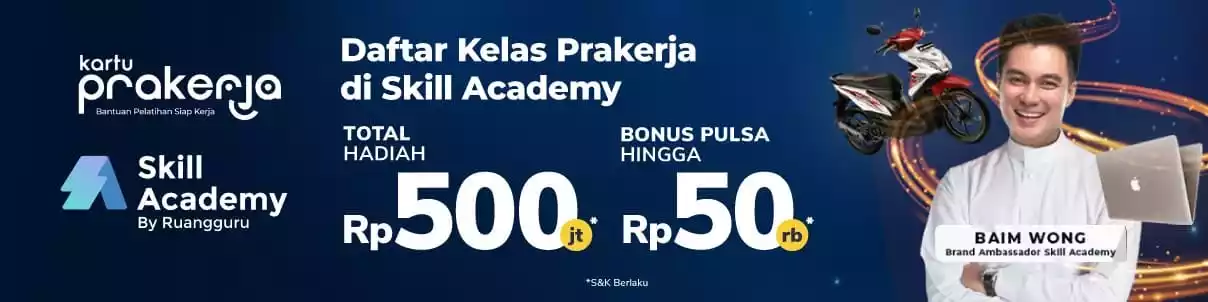 kartu
prakerja
Bantuan Pelatihan Siap Kerja
Skill
Academy
By Ruangguru
Daftar Kelas Prakerja
di Skill Academy
TOTAL
HADIAH
Rp500jt*
BONUS PULSA
HINGGA
Rp50rb*
*S&K Berlaku
BAIM WONG
Brand Ambassador Skill Academy